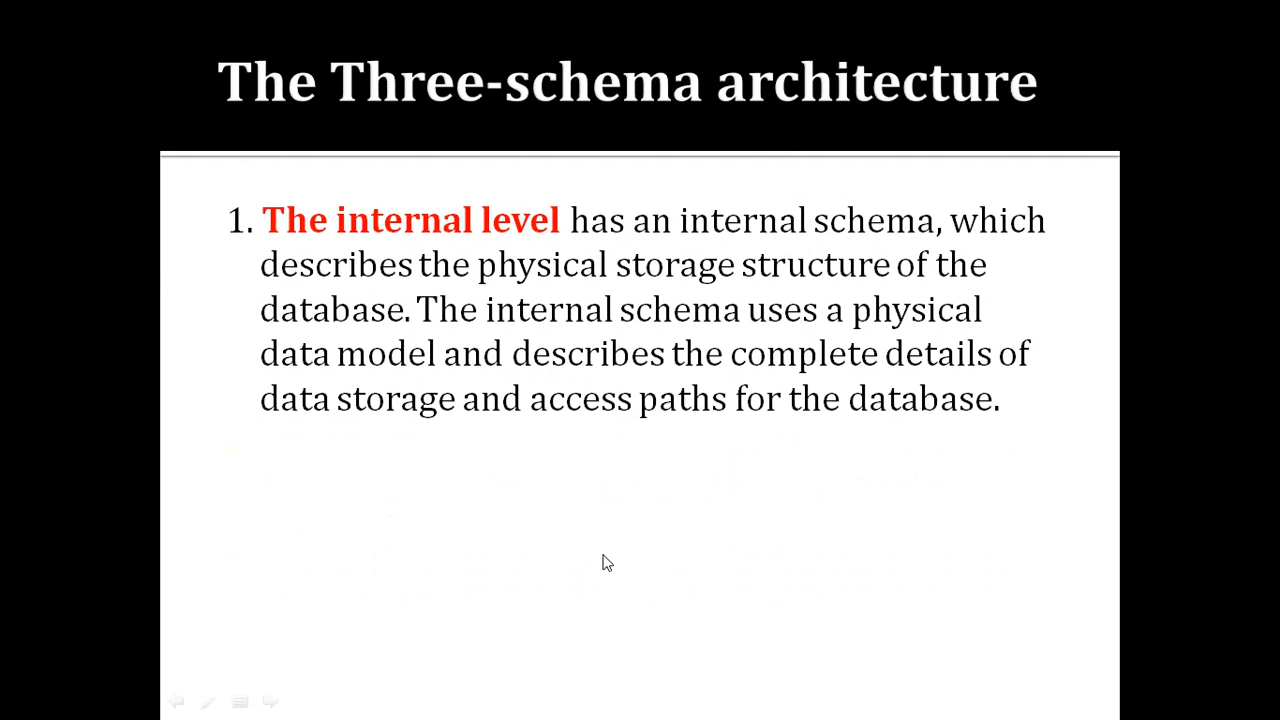 The Three-schema architecture
1. The internal level has an internal schema, which
describes the physical storage structure of the
database. The internal schema uses a physical
data model and describes the complete details of
data storage and access paths for the database.